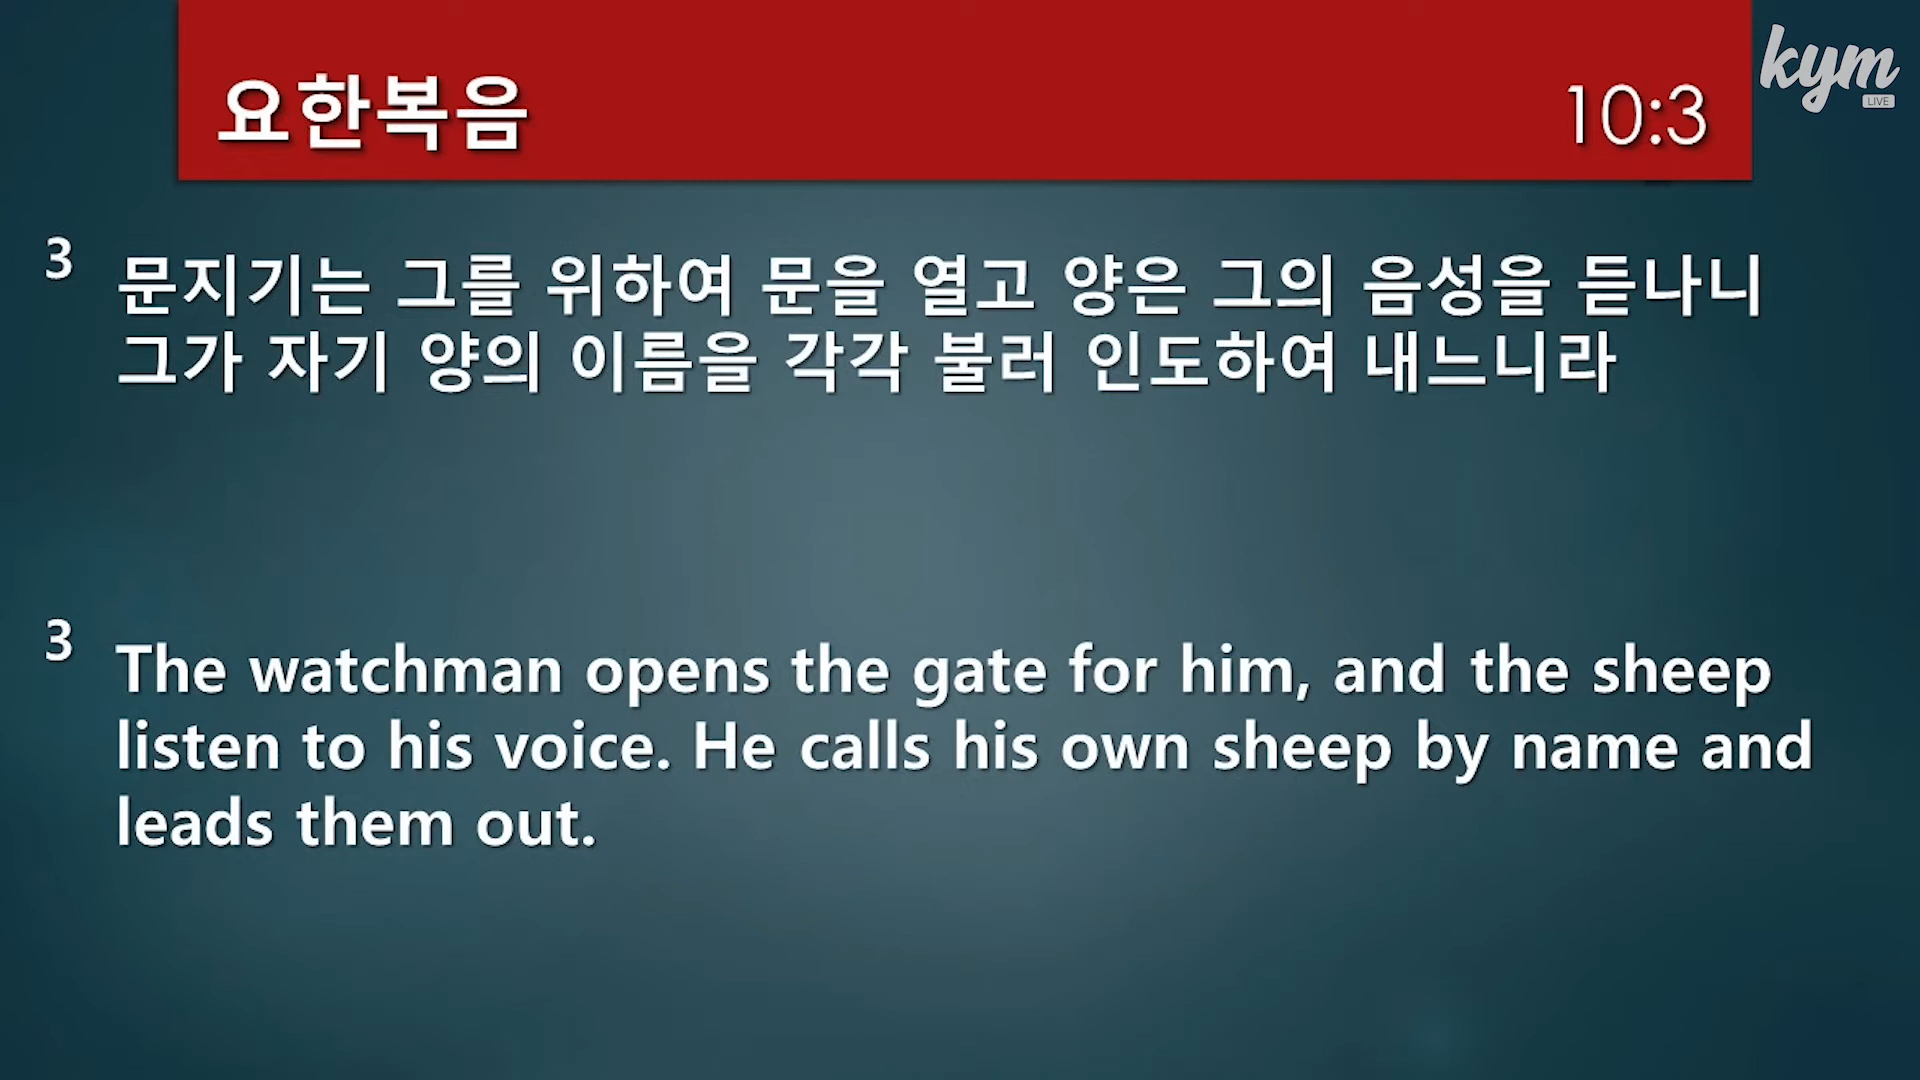 요한복음
10:3
kym
LIVE
3
문지기는 그를 위하여 문을 열고 양은 그의 음성을 듣나니
그가 자기 양의 이름을 각각 불러 인도하여 내느니라
3
The watchman opens the gate for him, and the sheep
listen to his voice. He calls his own sheep by name and
leads them out.